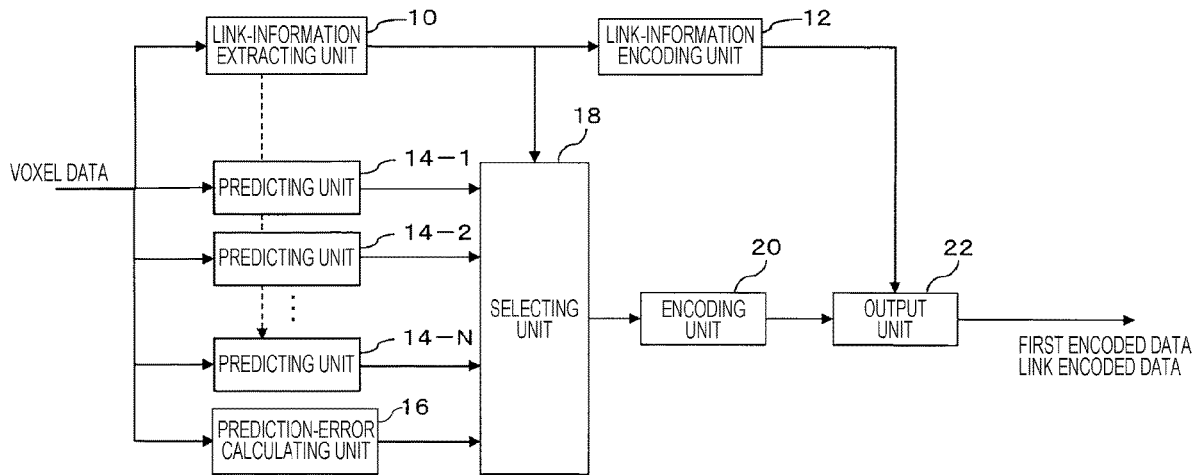 10
LINK-INFORMATION
EXTRACTING UNIT
12
LINK-INFORMATION
ENCODING UNIT
18
VOXEL DATA
14-1
PREDICTING UNIT
14-2
PREDICTING UNIT
⋮
14-N
PREDICTING UNIT
16
PREDICTION-ERROR
CALCULATING UNIT
SELECTING
UNIT
20
ENCODING
UNIT
22
OUTPUT
UNIT
FIRST ENCODED DATA
LINK ENCODED DATA